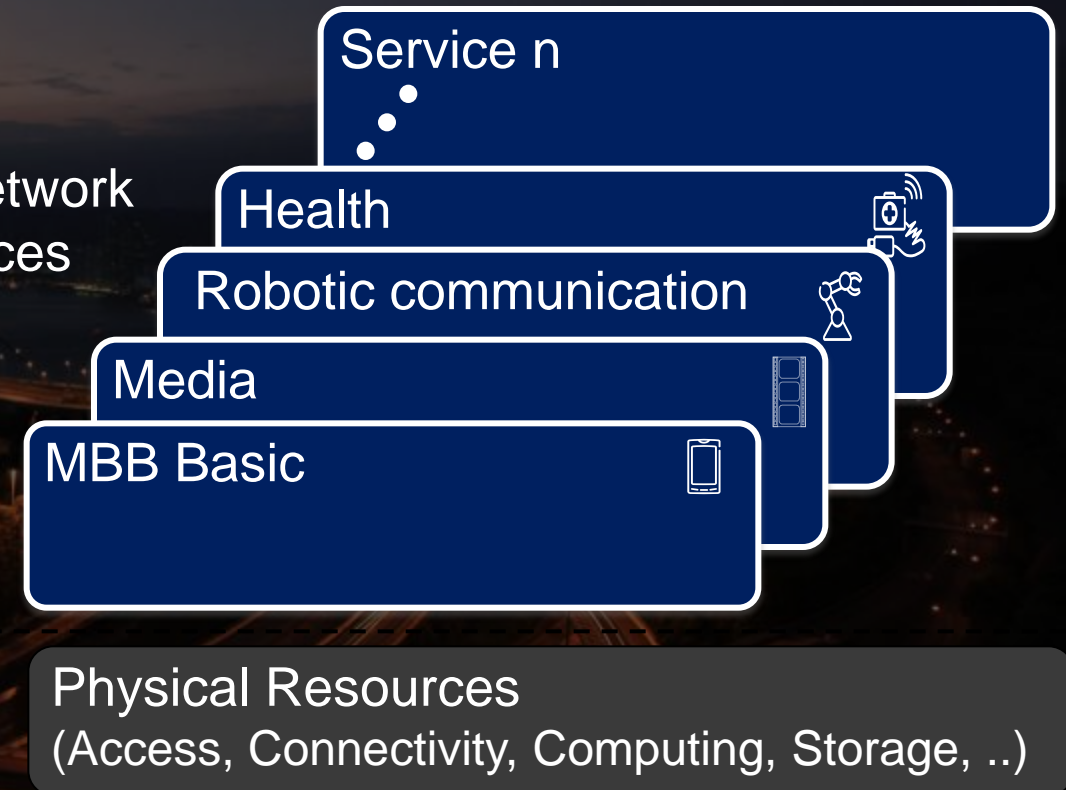 Service n
Health
Robotic communication
Media
MBB Basic
Physical Resources
(Access, Connectivity, Computing, Storage, ..)